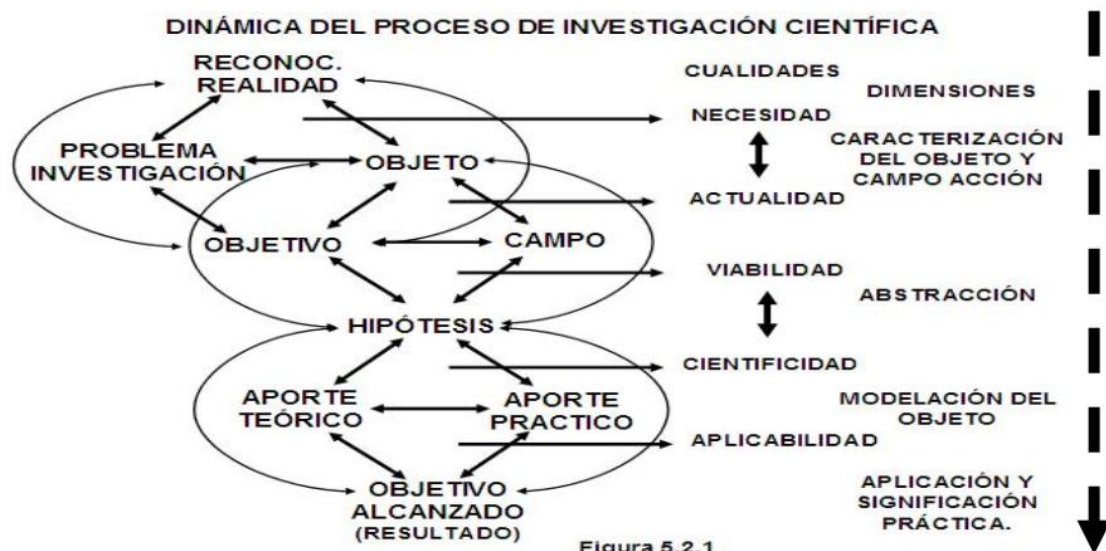 DINÁMICA DEL PROCESO DE INVESTIGACIÓN CIENTÍFICA
RECONOC.
REALIDAD
PROBLEMA
INVESTIGACIÓN
OBJETO
OBJETIVO
CAMPO
HIPÓTESIS
APORTE
TEÓRICO
APORTE
PRACTICO
OBJETIVO
ALCANZADO
(RESULTADO)
CUALIDADES
NECESIDAD
ACTUALIDAD
VIABILIDAD
CIENTIFICIDAD
APLICABILIDAD
DIMENSIONES
CARACTERIZACIÓN
DEL OBJETO Y
CAMPO ACCIÓN
ABSTRACCIÓN
MODELACIÓN DEL
OBJETO
APLICACIÓN Y
SIGNIFICACIÓN
PRÁCTICA.
Figura 5.2.1